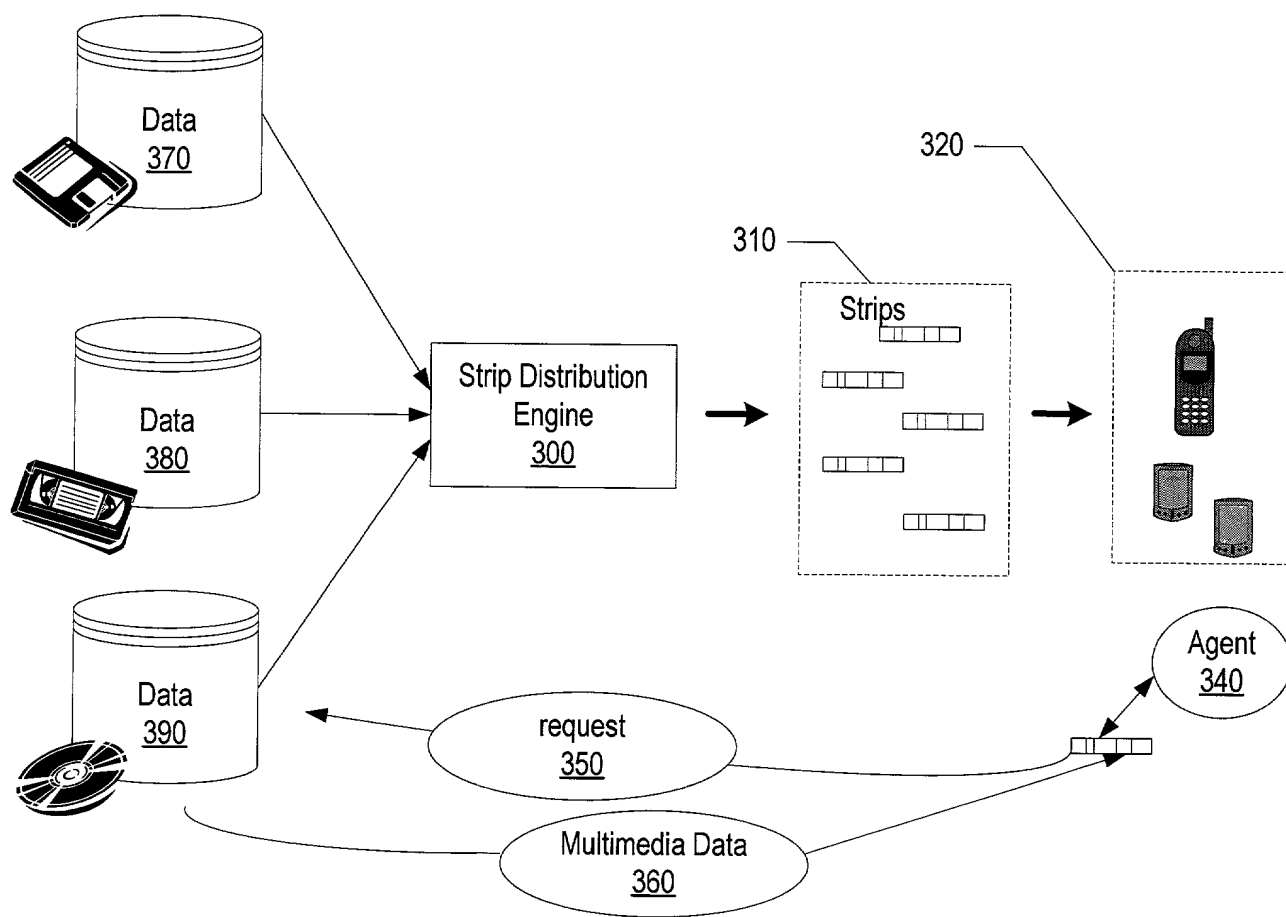 Data
370
320
310
Strips
Data
380
Strip Distribution
Engine
300
Data
390
request
350
Agent
340
Multimedia Data
360